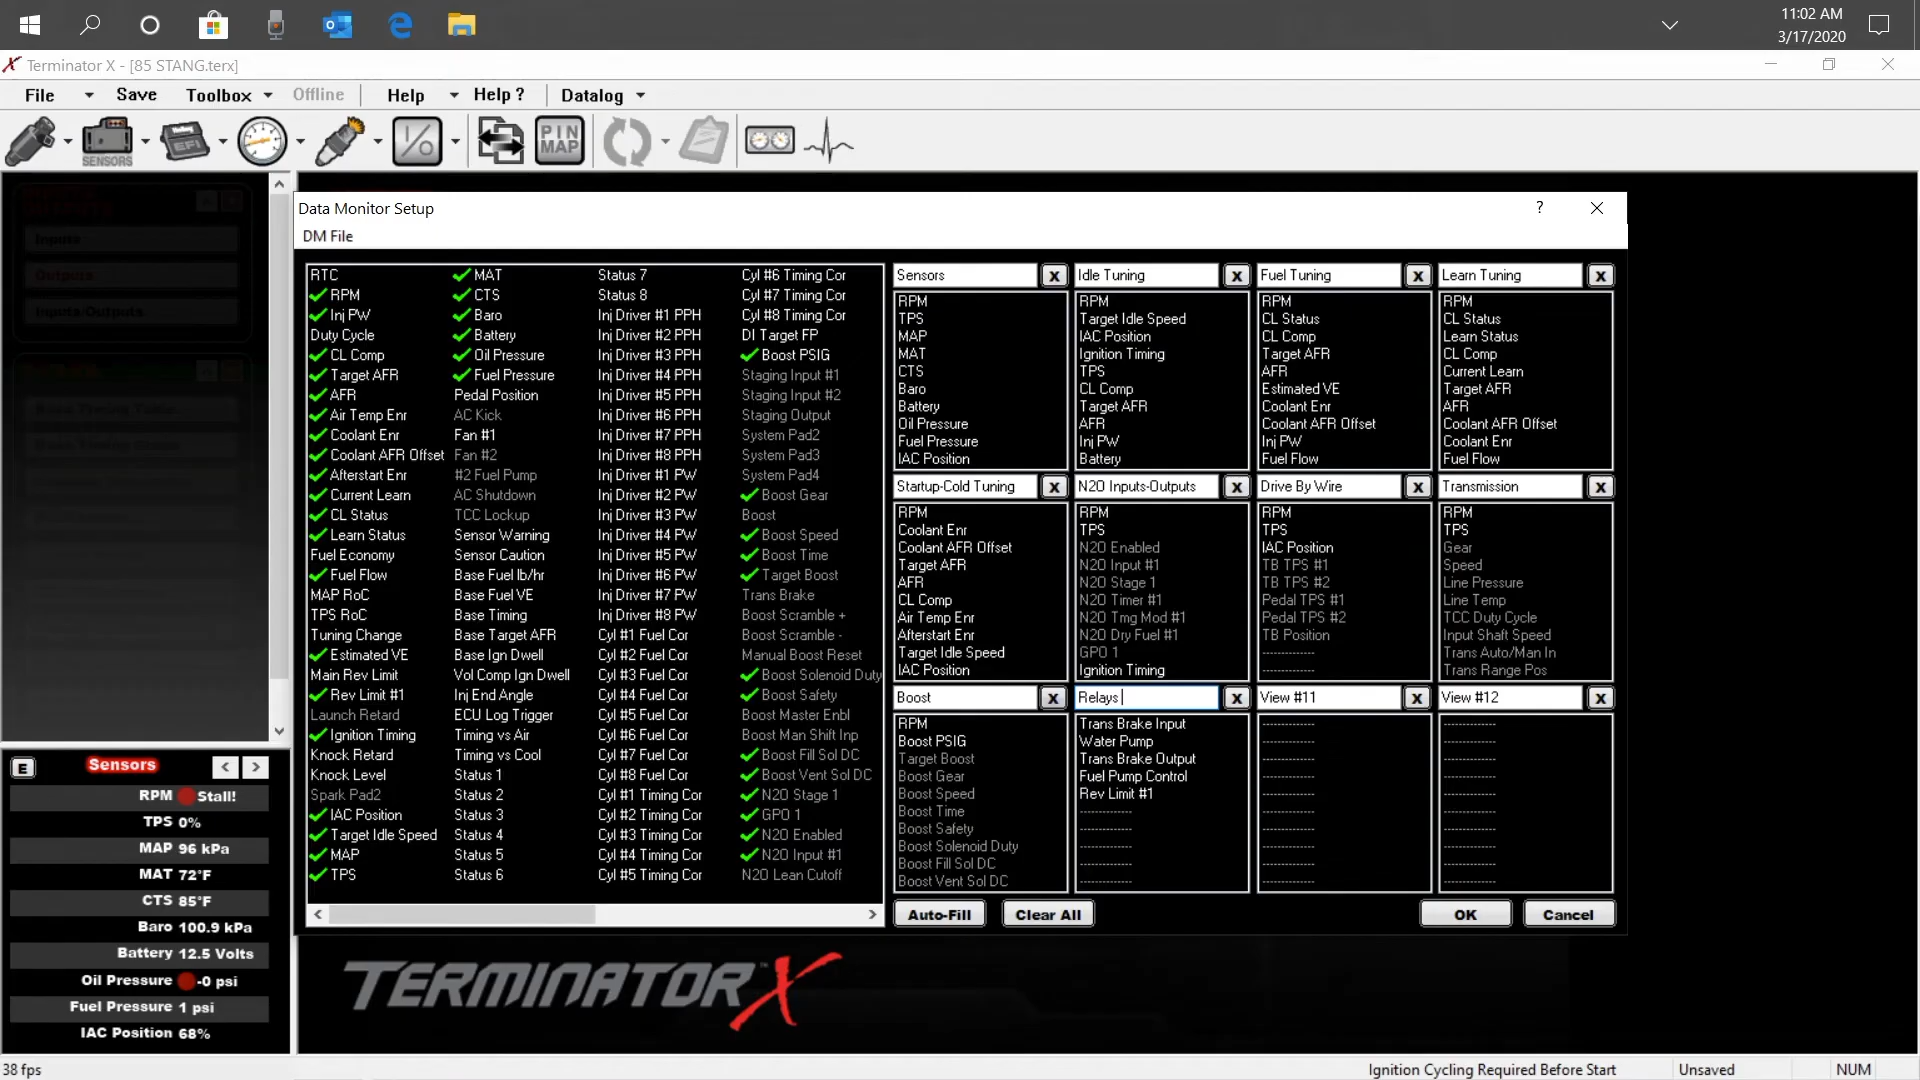 11:02 AM
3/17/2020
Terminator X - [85 STANG.terx]
File Save Toolbox Offline Help Help ? Datalog
SENSORS
EFI
I/O
PIN MAP
Data Monitor Setup
?
DM File
RTC
RPM
Inj PW
Duty Cycle
CL Comp
Target AFR
AFR
Air Temp Enr
Coolant Enr
Coolant AFR Offset
Afterstart Enr
Current Learn
CL Status
Learn Status
Fuel Economy
Fuel Flow
MAP RoC
TPS RoC
Tuning Change
Estimated VE
Main Rev Limit
Rev Limit #1
Launch Retard
Ignition Timing
Knock Retard
Knock Level
Spark Pad2
IAC Position
Target Idle Speed
MAP
TPS
MAT
CTS
Baro
Battery
Oil Pressure
Fuel Pressure
Pedal Position
AC Kick
Fan #1
Fan #2
#2 Fuel Pump
AC Shutdown
TCC Lockup
Sensor Warning
Sensor Caution
Base Fuel lb/hr
Base Fuel VE
Base Timing
Base Target AFR
Base Ign Dwell
Vol Comp Ign Dwell
Inj End Angle
ECU Log Trigger
Timing vs Air
Timing vs Cool
Status 1
Status 2
Status 3
Status 4
Status 5
Status 6
Status 7
Status 8
Inj Driver #1 PPH
Inj Driver #2 PPH
Inj Driver #3 PPH
Inj Driver #4 PPH
Inj Driver #5 PPH
Inj Driver #6 PPH
Inj Driver #7 PPH
Inj Driver #8 PPH
Inj Driver #1 PW
Inj Driver #2 PW
Inj Driver #3 PW
Inj Driver #4 PW
Inj Driver #5 PW
Inj Driver #6 PW
Inj Driver #7 PW
Inj Driver #8 PW
Cyl #1 Fuel Cor
Cyl #2 Fuel Cor
Cyl #3 Fuel Cor
Cyl #4 Fuel Cor
Cyl #5 Fuel Cor
Cyl #6 Fuel Cor
Cyl #7 Fuel Cor
Cyl #8 Fuel Cor
Cyl #1 Timing Cor
Cyl #2 Timing Cor
Cyl #3 Timing Cor
Cyl #4 Timing Cor
Cyl #5 Timing Cor
Cyl #6 Timing Cor
Cyl #7 Timing Cor
Cyl #8 Timing Cor
DI Target FP
Boost PSIG
Staging Input #1
Staging Input #2
Staging Output
System Pad2
System Pad3
System Pad4
Boost Gear
Boost
Boost Speed
Boost Time
Target Boost
Trans Brake
Boost Scramble +
Boost Scramble -
Manual Boost Reset
Boost Solenoid Duty
Boost Safety
Boost Master Enbl
Boost Man Shift Inp
Boost Fill Sol DC
Boost Vent Sol DC
N2O Stage 1
GPO 1
N2O Enabled
N2O Input #1
N2O Lean Cutoff
Sensors X
RPM
TPS
MAP
MAT
CTS
Baro
Battery
Oil Pressure
Fuel Pressure
IAC Position
Idle Tuning X
RPM
Target Idle Speed
IAC Position
Ignition Timing
TPS
CL Comp
Target AFR
AFR
Inj PW
Battery
Fuel Tuning X
RPM
CL Status
CL Comp
Target AFR
AFR
Estimated VE
Coolant Enr
Coolant AFR Offset
Inj PW
Fuel Flow
Learn Tuning X
RPM
CL Status
Learn Status
CL Comp
Current Learn
Target AFR
AFR
Coolant AFR Offset
Coolant Enr
Fuel Flow
Startup-Cold Tuning X
RPM
Coolant Enr
Coolant AFR Offset
Target AFR
AFR
CL Comp
Air Temp Enr
Afterstart Enr
Target Idle Speed
IAC Position
N2O Inputs-Outputs X
RPM
TPS
N2O Enabled
N2O Input #1
N2O Stage 1
N2O Timer #1
N2O Tmg Mod #1
N2O Dry Fuel #1
GPO 1
Ignition Timing
Drive By Wire X
RPM
TPS
IAC Position
TB TPS #1
TB TPS #2
Pedal TPS #1
Pedal TPS #2
TB Position
-------------
-------------
Transmission X
RPM
TPS
Gear
Speed
Line Pressure
Line Temp
TCC Duty Cycle
Input Shaft Speed
Trans Auto/Man In
Trans Range Pos
Boost X
RPM
Boost PSIG
Target Boost
Boost Gear
Boost Speed
Boost Time
Boost Safety
Boost Solenoid Duty
Boost Fill Sol DC
Boost Vent Sol DC
Relays X
Trans Brake Input
Water Pump
Trans Brake Output
Fuel Pump Control
Rev Limit #1
-------------
-------------
-------------
-------------
-------------
View #11 X
-------------
-------------
-------------
-------------
-------------
-------------
-------------
-------------
-------------
-------------
View #12 X
-------------
-------------
-------------
-------------
-------------
-------------
-------------
-------------
-------------
-------------
Auto-Fill Clear All OK Cancel
Inputs
Outputs
Inputs/Outputs
E Sensors < >
RPM Stall!
TPS 0%
MAP 96 kPa
MAT 72°F
CTS 85°F
Baro 100.9 kPa
Battery 12.5 Volts
Oil Pressure -0 psi
Fuel Pressure 1 psi
IAC Position 68%
TERMINATOR X
™
38 fps Ignition Cycling Required Before Start Unsaved NUM